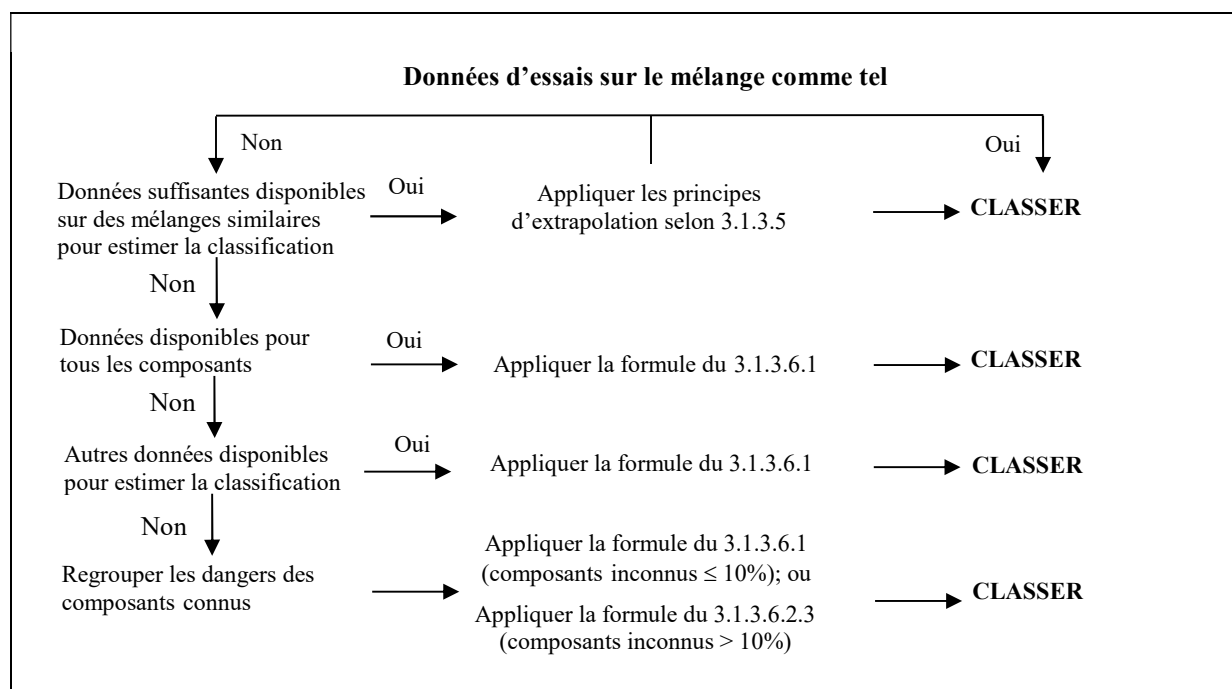 Données d'essais sur le mélange comme tel
Non
Oui
Données suffisantes disponibles
sur des mélanges similaires
pour estimer la classification
Oui
Appliquer les principes
d'extrapolation selon 3.1.3.5
CLASSER
Non
Données disponibles pour
tous les composants
Oui
Appliquer la formule du 3.1.3.6.1
CLASSER
Non
Autres données disponibles
pour estimer la classification
Oui
Appliquer la formule du 3.1.3.6.1
CLASSER
Non
Regrouper les dangers des
composants connus
Appliquer la formule du 3.1.3.6.1
(composants inconnus ≤ 10%); ou
Appliquer la formule du 3.1.3.6.2.3
(composants inconnus > 10%)
CLASSER